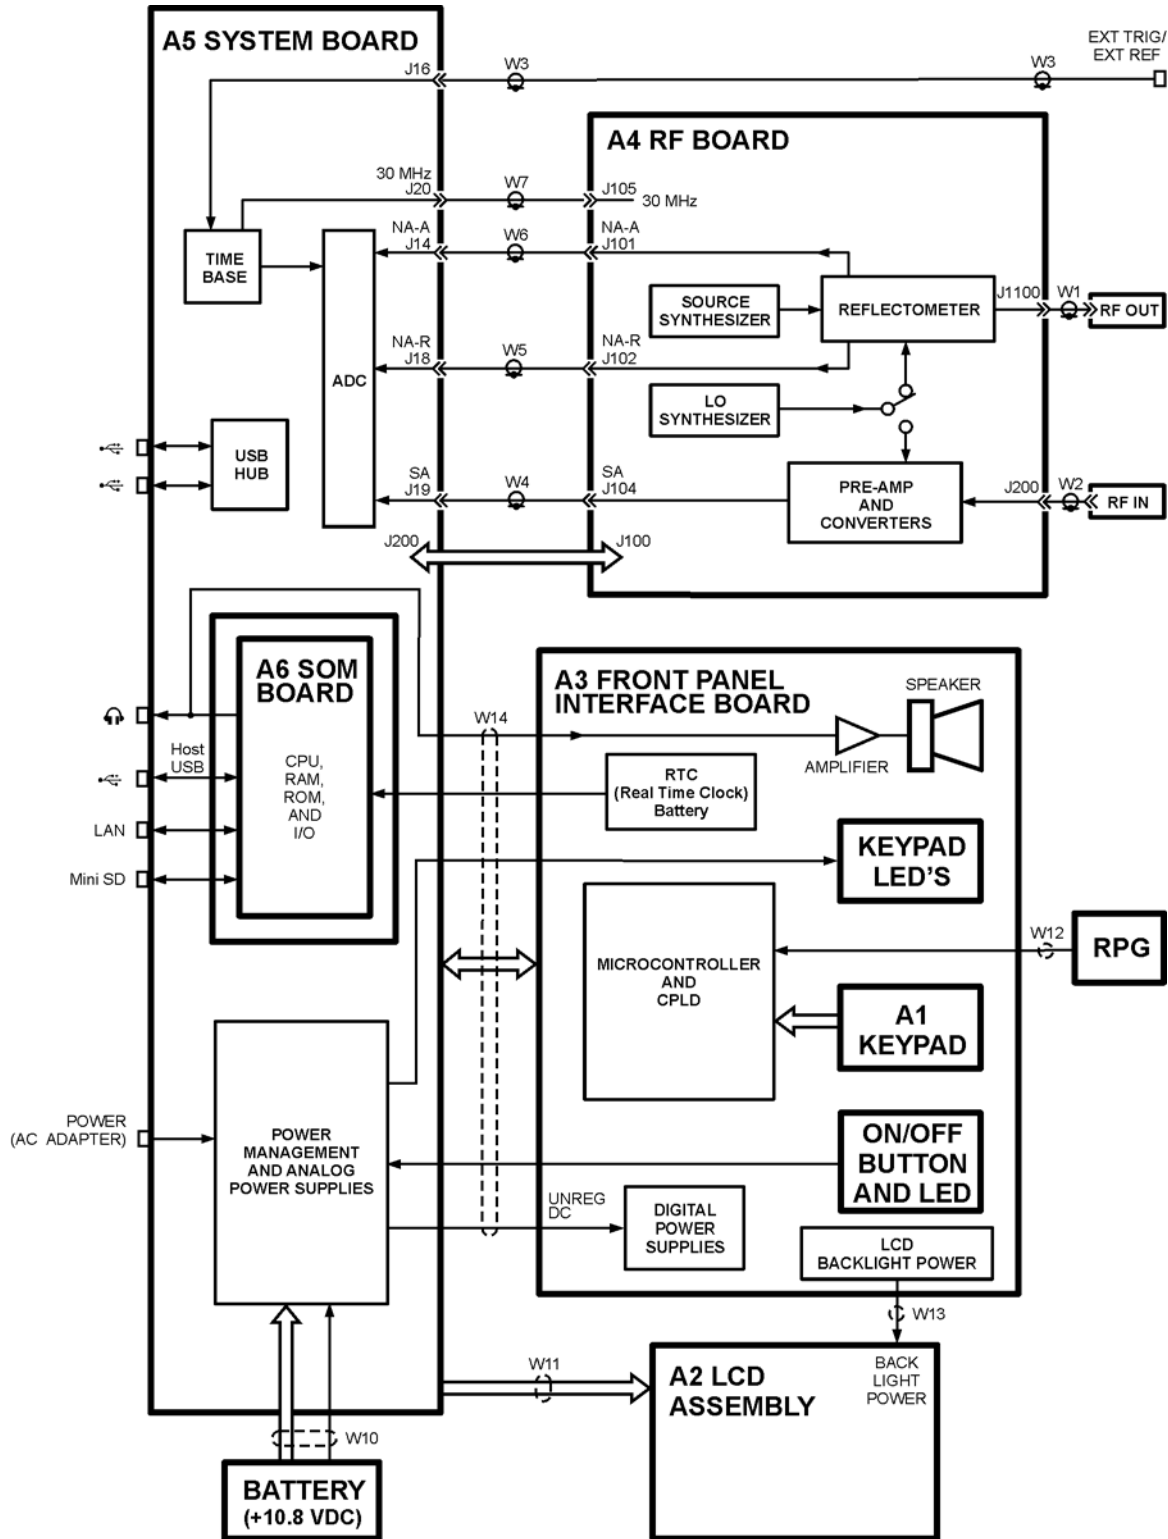 A5 SYSTEM BOARD
EXT TRIG/
EXT REF
J16
W3
W3
A4 RF BOARD
30 MHz
J20
W7
J105
30 MHz
NA-A
J14
W6
NA-A
J101
TIME
BASE
SOURCE
SYNTHESIZER
REFLECTOMETER
J1100
W1
RF OUT
NA-R
J18
W5
NA-R
J102
ADC
LO
SYNTHESIZER
USB
HUB
SA
J19
W4
SA
J104
PRE-AMP
AND
CONVERTERS
J200
W2
RF IN
J200
J100
A6 SOM
BOARD
A3 FRONT PANEL
INTERFACE BOARD
SPEAKER
W14
AMPLIFIER
Host
USB
CPU,
RAM,
ROM,
AND
I/O
RTC
(Real Time Clock)
Battery
LAN
Mini SD
KEYPAD
LED'S
MICROCONTROLLER
AND
CPLD
W12
RPG
A1
KEYPAD
POWER
(AC ADAPTER)
POWER
MANAGEMENT
AND ANALOG
POWER SUPPLIES
ON/OFF
BUTTON
AND LED
UNREG
DC
DIGITAL
POWER
SUPPLIES
LCD
BACKLIGHT POWER
W13
W11
A2 LCD
ASSEMBLY
BACK
LIGHT
POWER
W10
BATTERY
(+10.8 VDC)